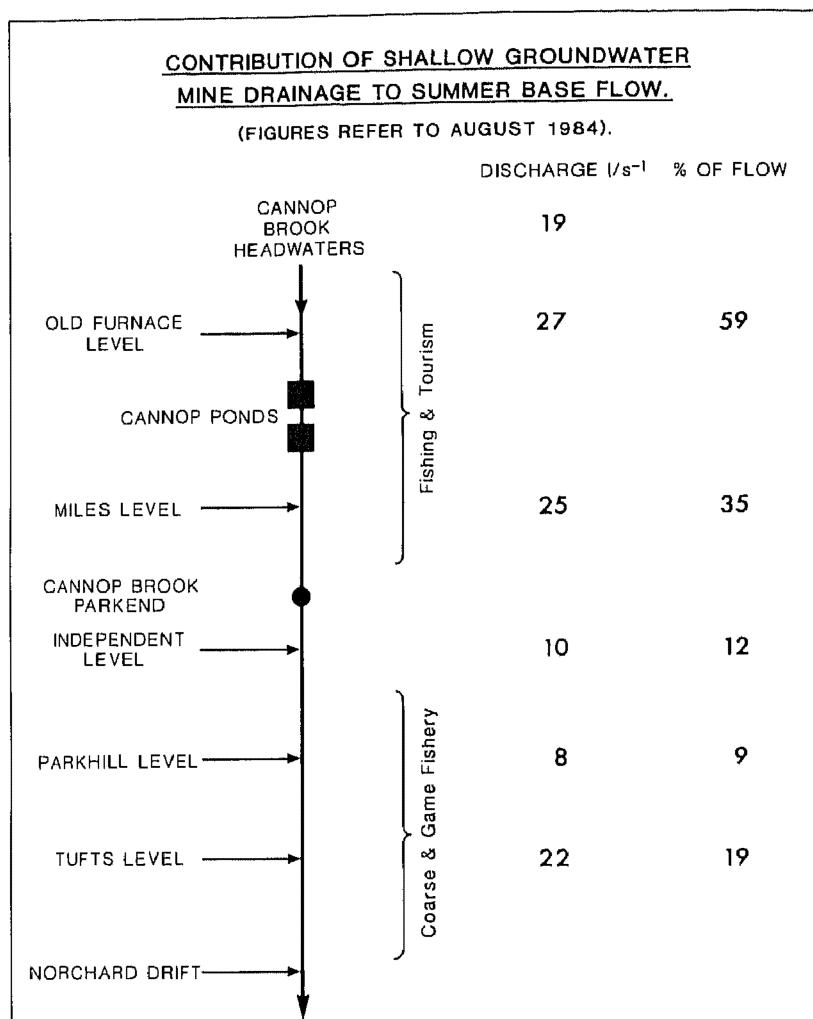 CONTRIBUTION OF SHALLOW GROUNDWATER
MINE DRAINAGE TO SUMMER BASE FLOW.
(FIGURES REFER TO AUGUST 1984).
DISCHARGE (l/s⁻¹ % OF FLOW
CANNOP
BROOK
HEADWATERS
19
OLD FURNACE
LEVEL
27
59
CANNOP PONDS
Fishing & Tourism
MILES LEVEL
25
35
CANNOP BROOK
PARKEND
INDEPENDENT
LEVEL
10
12
PARKHILL LEVEL
8
9
Coarse & Game Fishery
TUFTS LEVEL
22
19
NORCHARD DRIFT